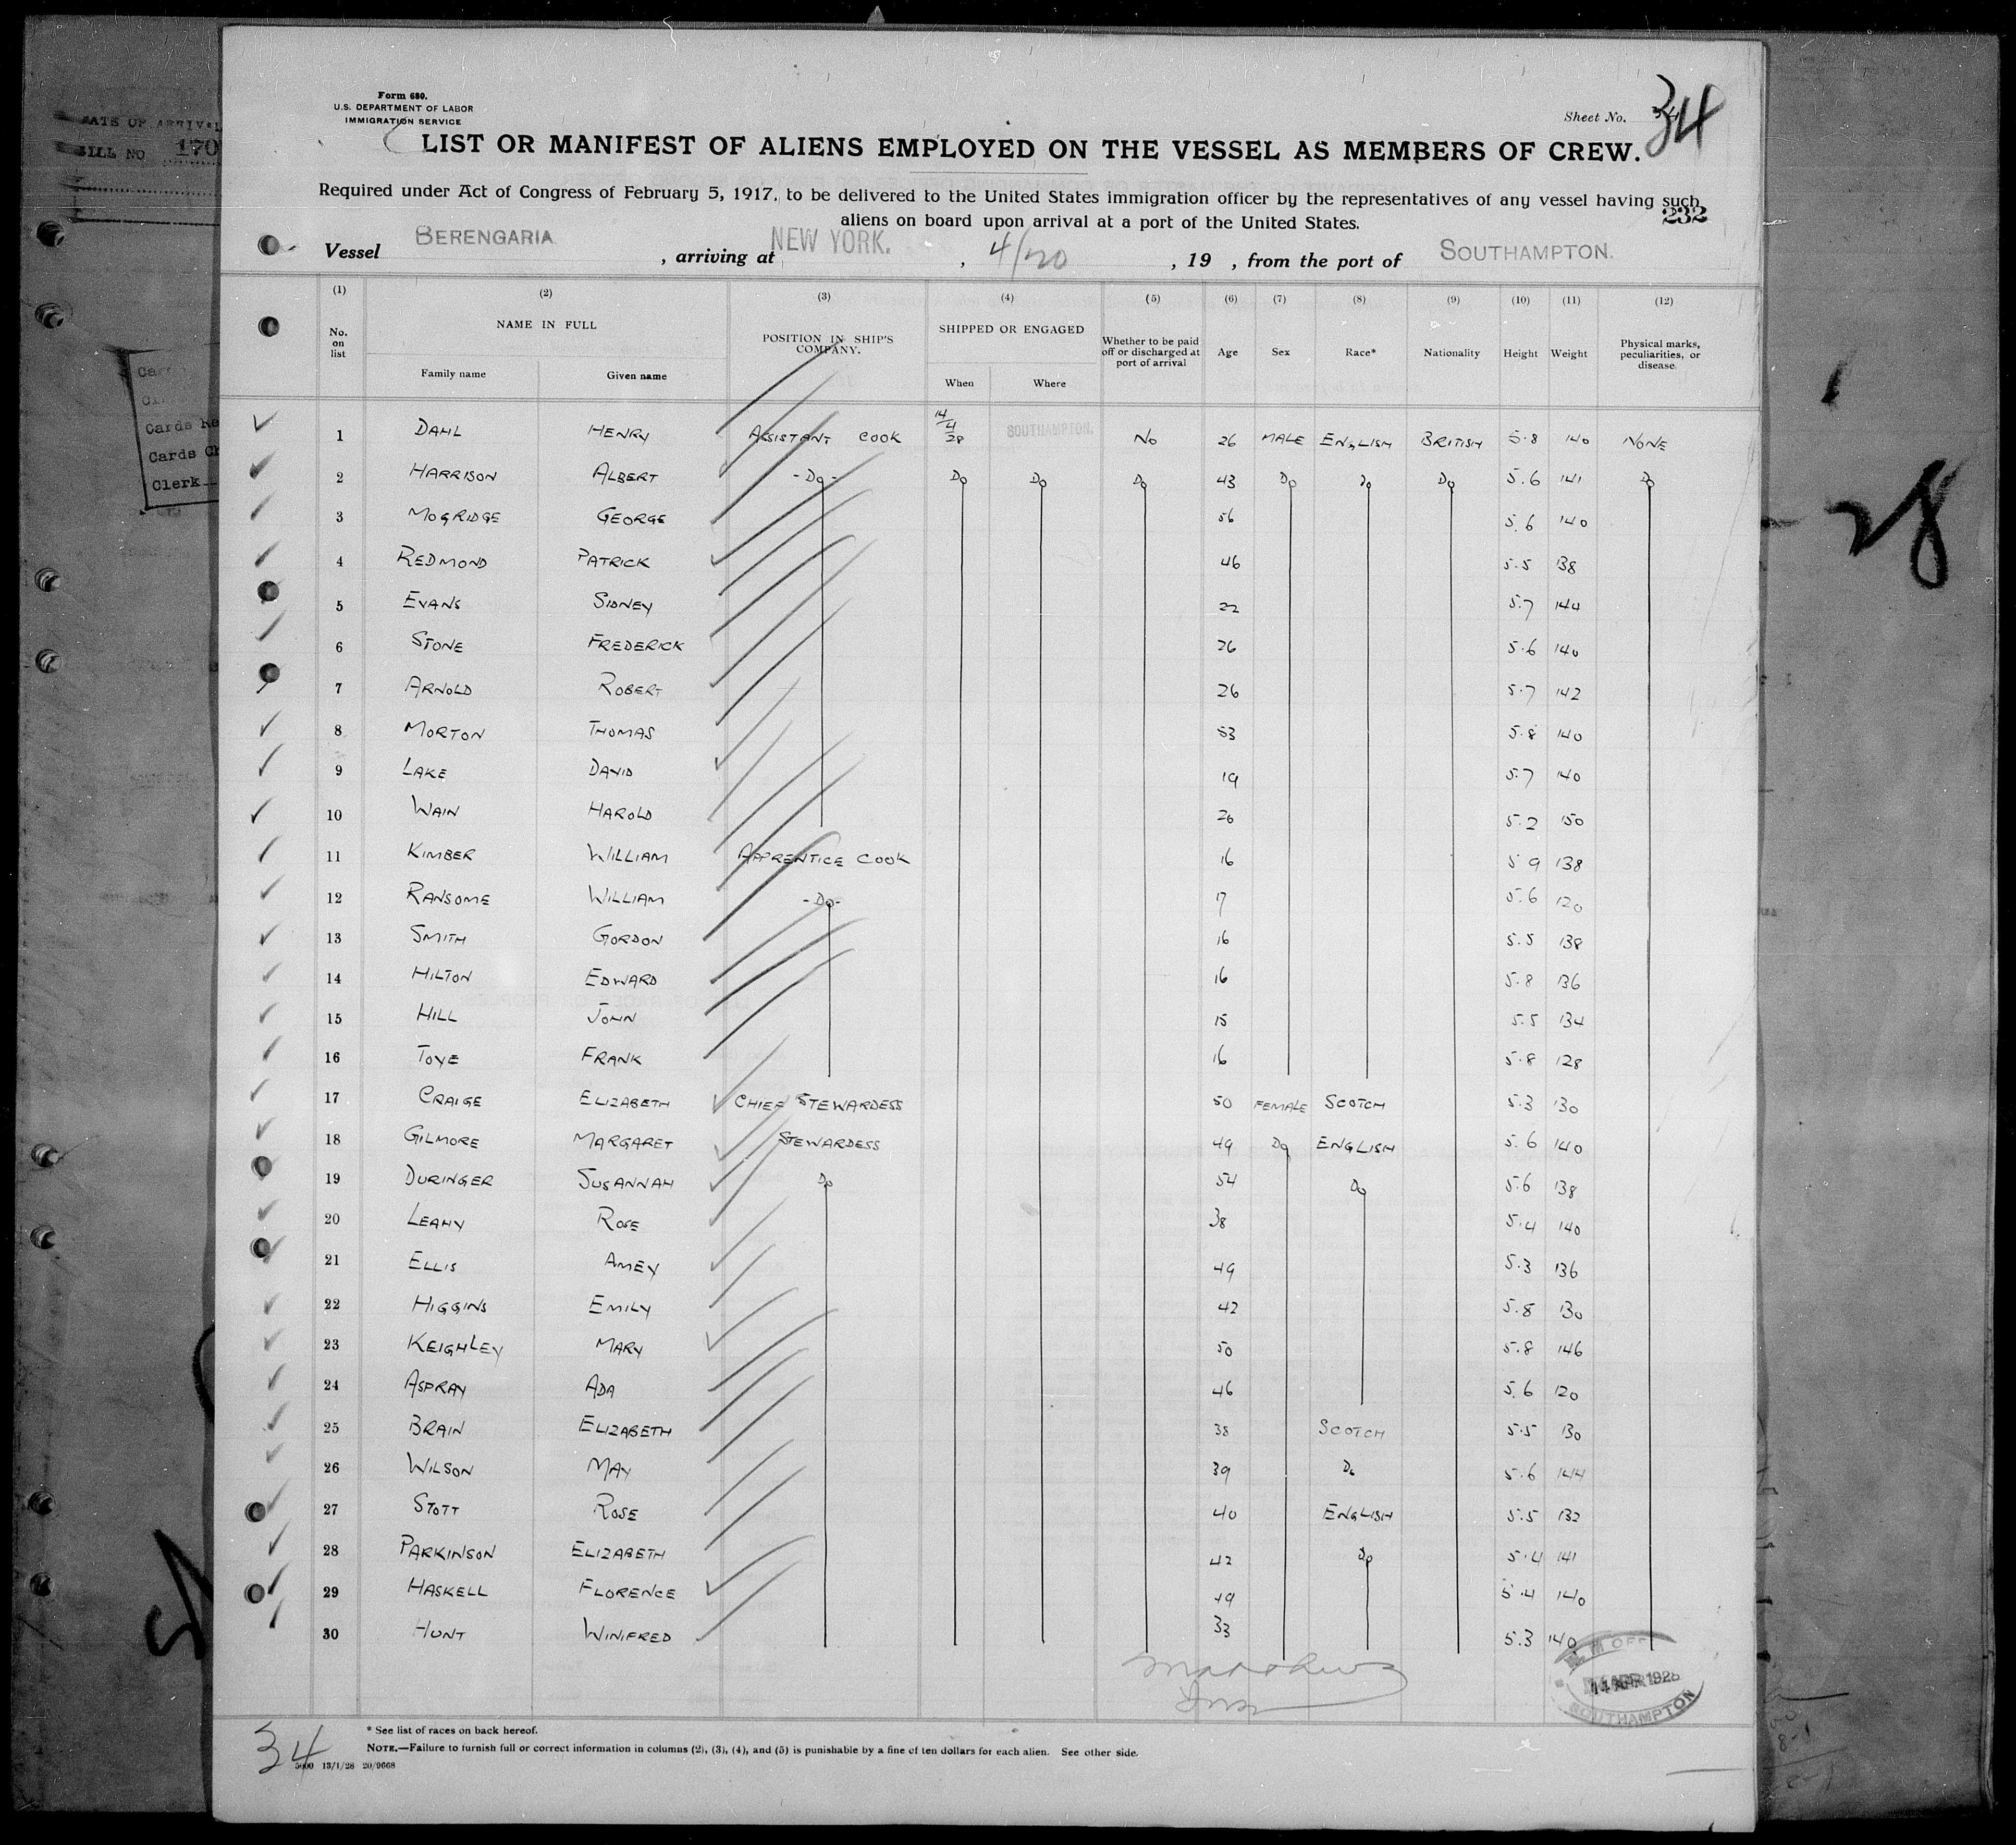 Form 680.
U.S. DEPARTMENT OF LABOR
IMMIGRATION SERVICE
Sheet No. 34
LIST OR MANIFEST OF ALIENS EMPLOYED ON THE VESSEL AS MEMBERS OF CREW.
Required under Act of Congress of February 5, 1917, to be delivered to the United States immigration officer by the representatives of any vessel having such
aliens on board upon arrival at a port of the United States.
232
Vessel BERENGARIA , arriving at NEW YORK. , 4/20 , 19 , from the port of SOUTHAMPTON.
(1) (2) (3) (4) (5) (6) (7) (8) (9) (10) (11) (12)
No. on list NAME IN FULL POSITION IN SHIP'S COMPANY. SHIPPED OR ENGAGED Whether to be paid off or discharged at port of arrival Age Sex Race* Nationality Height Weight Physical marks, peculiarities, or disease.
Family name Given name When Where
1 DAHL HENRY ASSISTANT COOK 14/4/28 SOUTHAMPTON. No 26 MALE ENGLISH BRITISH 5.8 140 NONE
2 HARRISON ALBERT -Do- Do Do Do 43 Do Do Do 5.6 141 Do
3 MOGRIDGE GEORGE 56 5.6 140
4 REDMOND PATRICK 46 5.5 138
5 EVANS SIDNEY 22 5.7 144
6 STONE FREDERICK 26 5.6 140
7 ARNOLD ROBERT 26 5.7 142
8 MORTON THOMAS 53 5.8 140
9 LAKE DAVID 19 5.7 140
10 WAIN HAROLD 26 5.2 150
11 KIMBER WILLIAM APPRENTICE COOK 16 5 9 138
12 RANSOME WILLIAM -Do- 17 5.6 120
13 SMITH GORDON 16 5.5 138
14 HILTON EDWARD 16 5.8 136
15 HILL JOHN 15 5.5 134
16 TOYE FRANK 16 5.8 128
17 CRAIGE ELIZABETH CHIEF STEWARDESS 50 FEMALE SCOTCH 5.3 130
18 GILMORE MARGARET STEWARDESS 49 Do ENGLISH 5.6 140
19 DURINGER SUSANNAH Do 54 Do 5.6 138
20 LEAHY ROSE 38 5.4 140
21 ELLIS AMEY 49 5.3 136
22 HIGGINS EMILY 42 5.8 130
23 KEIGHLEY MARY 50 5.8 146
24 ASPRAY ADA 46 5.6 120
25 BRAIN ELIZABETH 38 SCOTCH 5.5 130
26 WILSON MAY 39 Do 5.6 144
27 STOTT ROSE 40 ENGLISH 5.5 132
28 PARKINSON ELIZABETH 42 Do 5.4 141
29 HASKELL FLORENCE 49 5.4 140
30 HUNT WINIFRED 33 5.3 140
14 APR 1928
SOUTHAMPTON
* See list of races on back hereof.
NOTE.—Failure to furnish full or correct information in columns (2), (3), (4), and (5) is punishable by a fine of ten dollars for each alien. See other side.
34
5000 13/1/28 20/9668
DATE OF ARRIVAL
BILL NO 170
Clerk
28